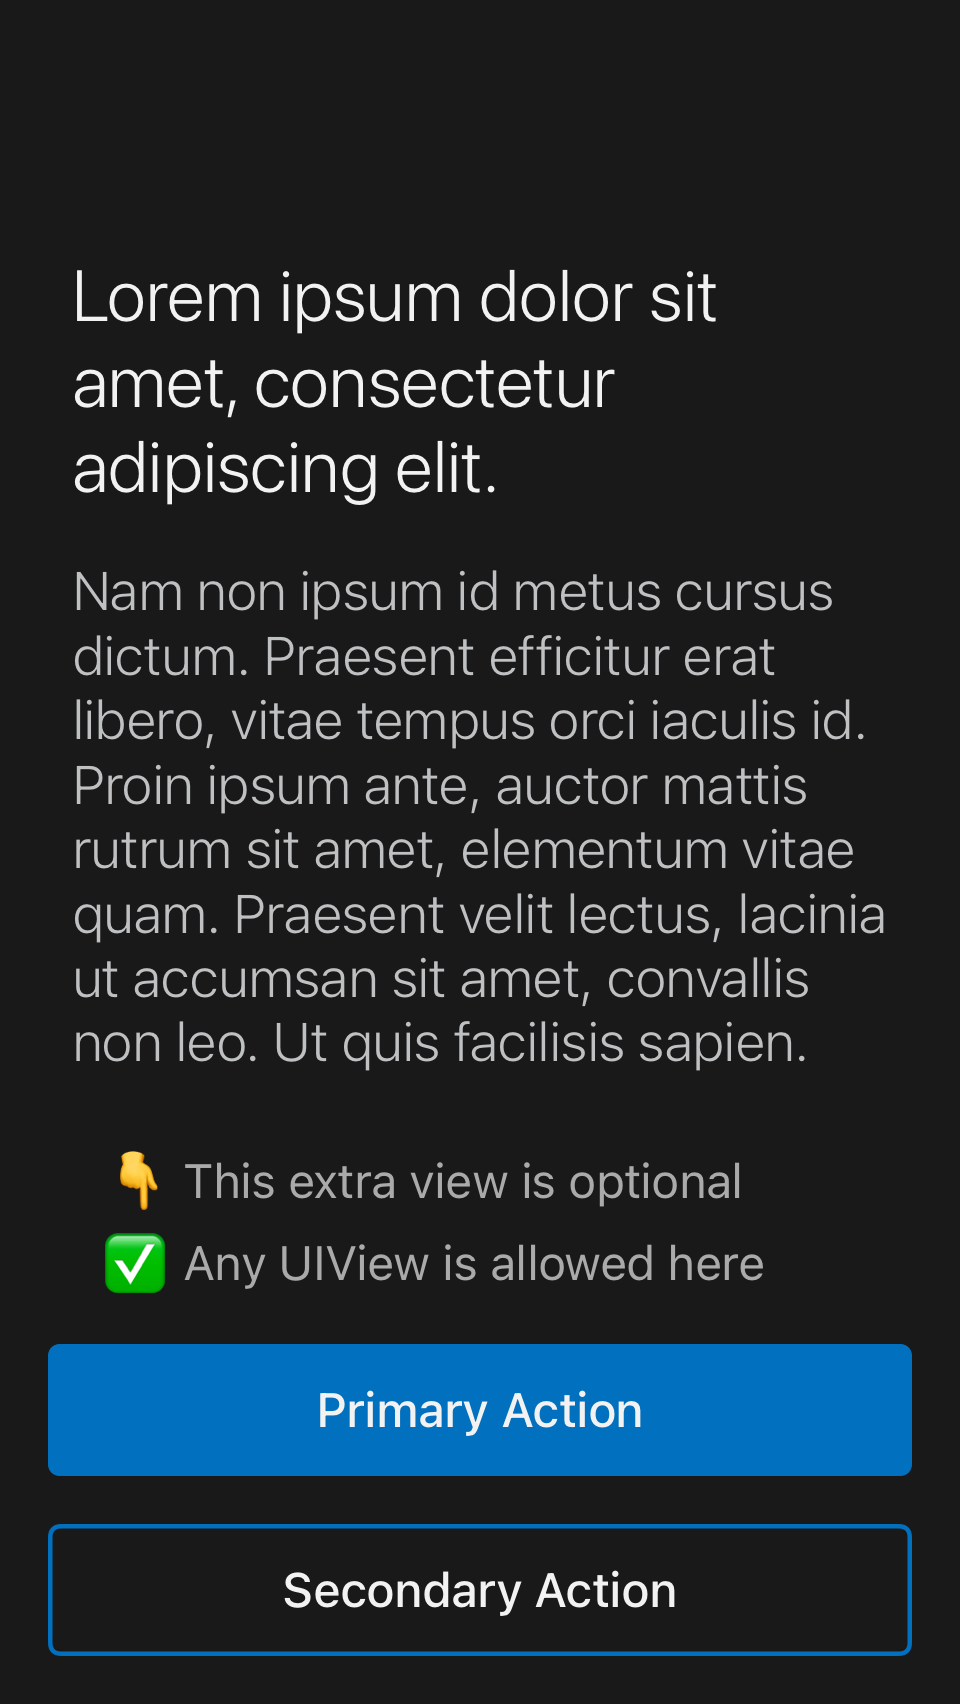 Lorem ipsum dolor sit
amet, consectetur
adipiscing elit.
Nam non ipsum id metus cursus
dictum. Praesent efficitur erat
libero, vitae tempus orci iaculis id.
Proin ipsum ante, auctor mattis
rutrum sit amet, elementum vitae
quam. Praesent velit lectus, lacinia
ut accumsan sit amet, convallis
non leo. Ut quis facilisis sapien.
👇 This extra view is optional
✅ Any UIView is allowed here
Primary Action
Secondary Action